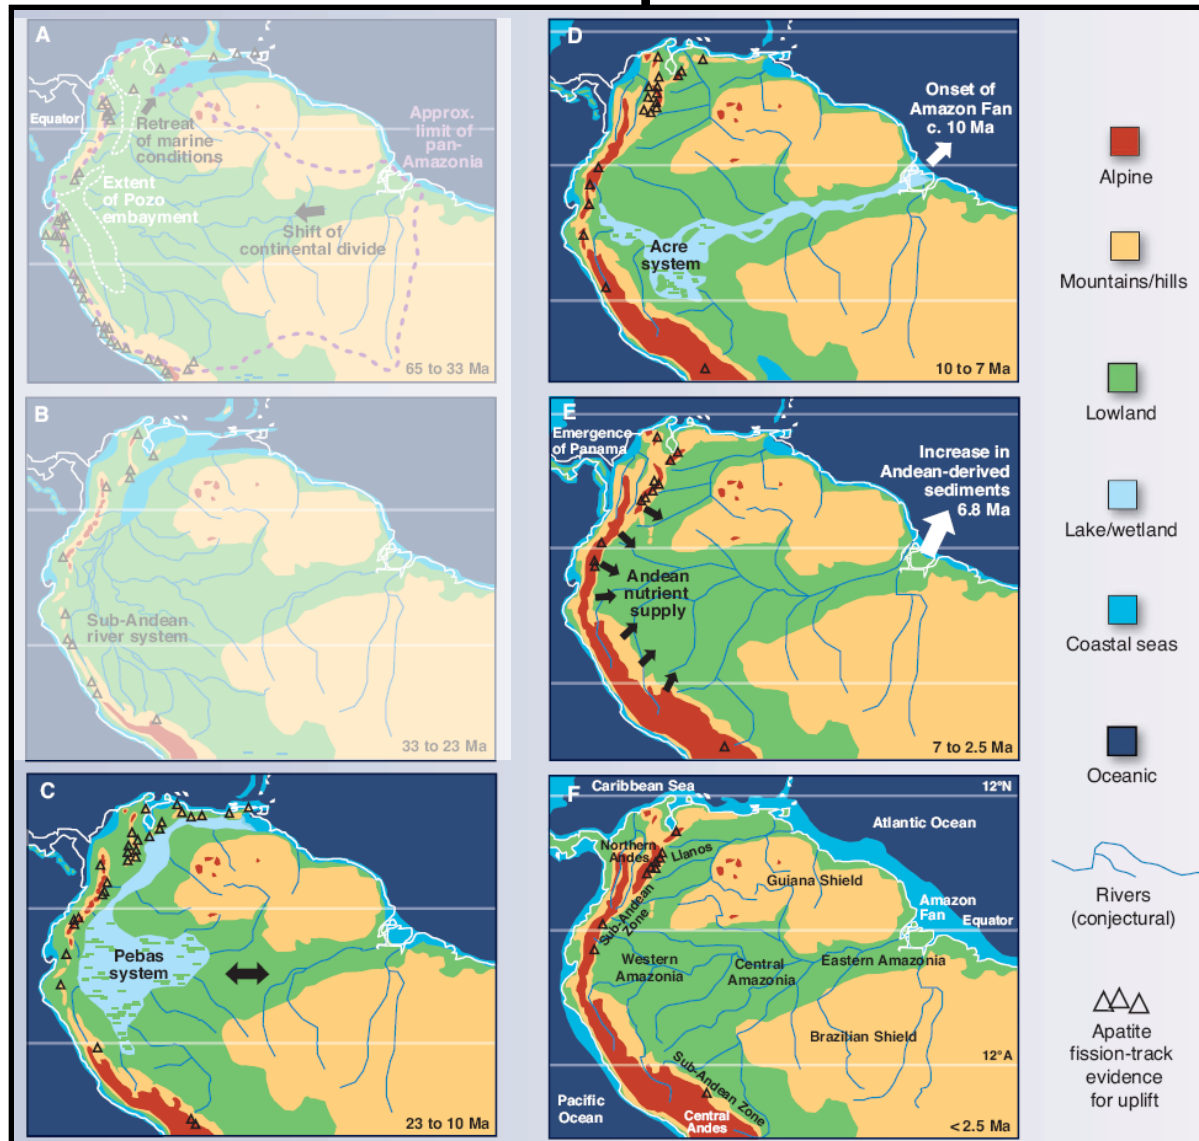 A
Equator
Retreat
of marine
conditions
Approx.
limit of
pan-
Amazonia
Extent
of Pozo
embayment
Shift of
continental divide
65 to 33 Ma
B
Sub-Andean
river system
33 to 23 Ma
C
Pebas
system
23 to 10 Ma
D
Onset of
Amazon Fan
c. 10 Ma
Acre
system
10 to 7 Ma
E
Emergence
of Panama
Increase in
Andean-derived
sediments
6.8 Ma
Andean
nutrient
supply
7 to 2.5 Ma
F
Caribbean Sea
12°N
Atlantic Ocean
Northern
Andes
Llanos
Guiana Shield
Sub-Andean
Zone
Amazon
Fan
Equator
Western
Amazonia
Central
Amazonia
Eastern Amazonia
Brazilian Shield
12°A
Sub-Andean Zone
Pacific
Ocean
Central
Andes
<2.5 Ma
Alpine
Mountains/hills
Lowland
Lake/wetland
Coastal seas
Oceanic
Rivers
(conjectural)
Apatite
fission-track
evidence
for uplift